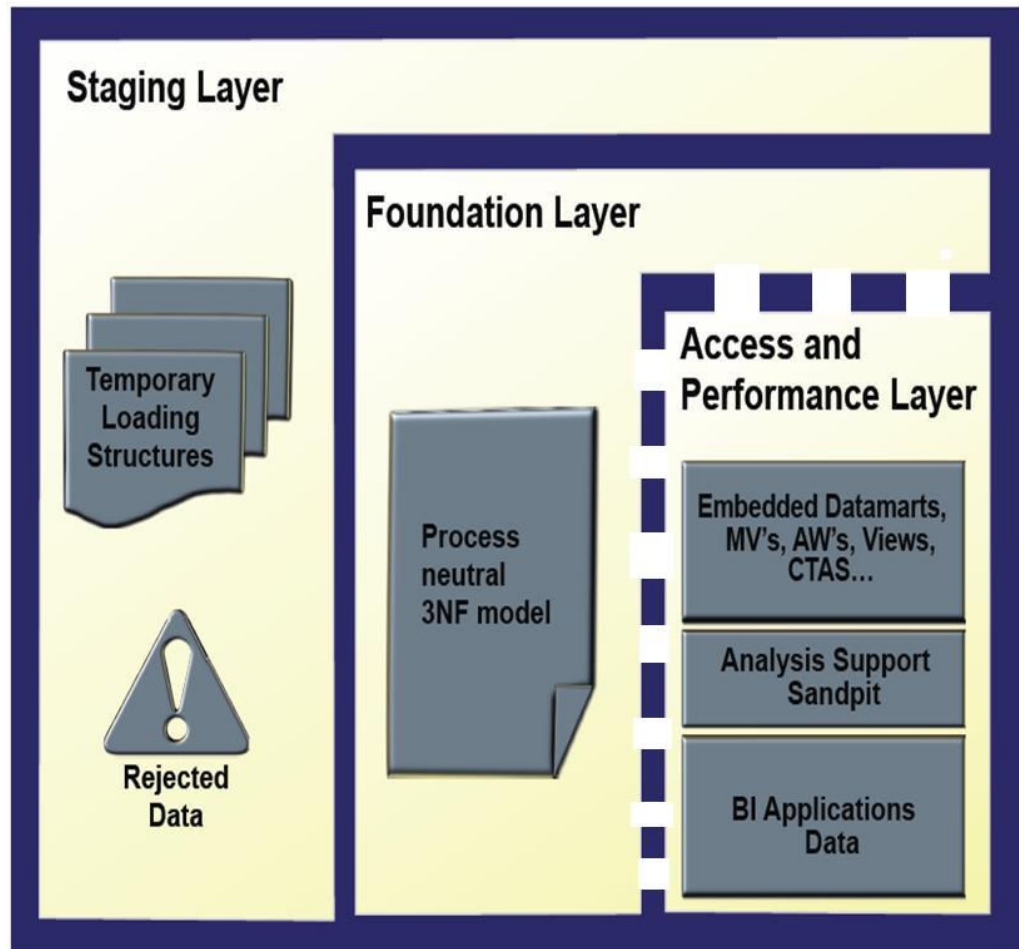 Staging Layer
Temporary
Loading
Structures
Rejected
Data
Foundation Layer
Process
neutral
3NF model
Access and
Performance Layer
Embedded Datamarts,
MV's, AW's, Views,
CTAS...
Analysis Support
Sandpit
BI Applications
Data